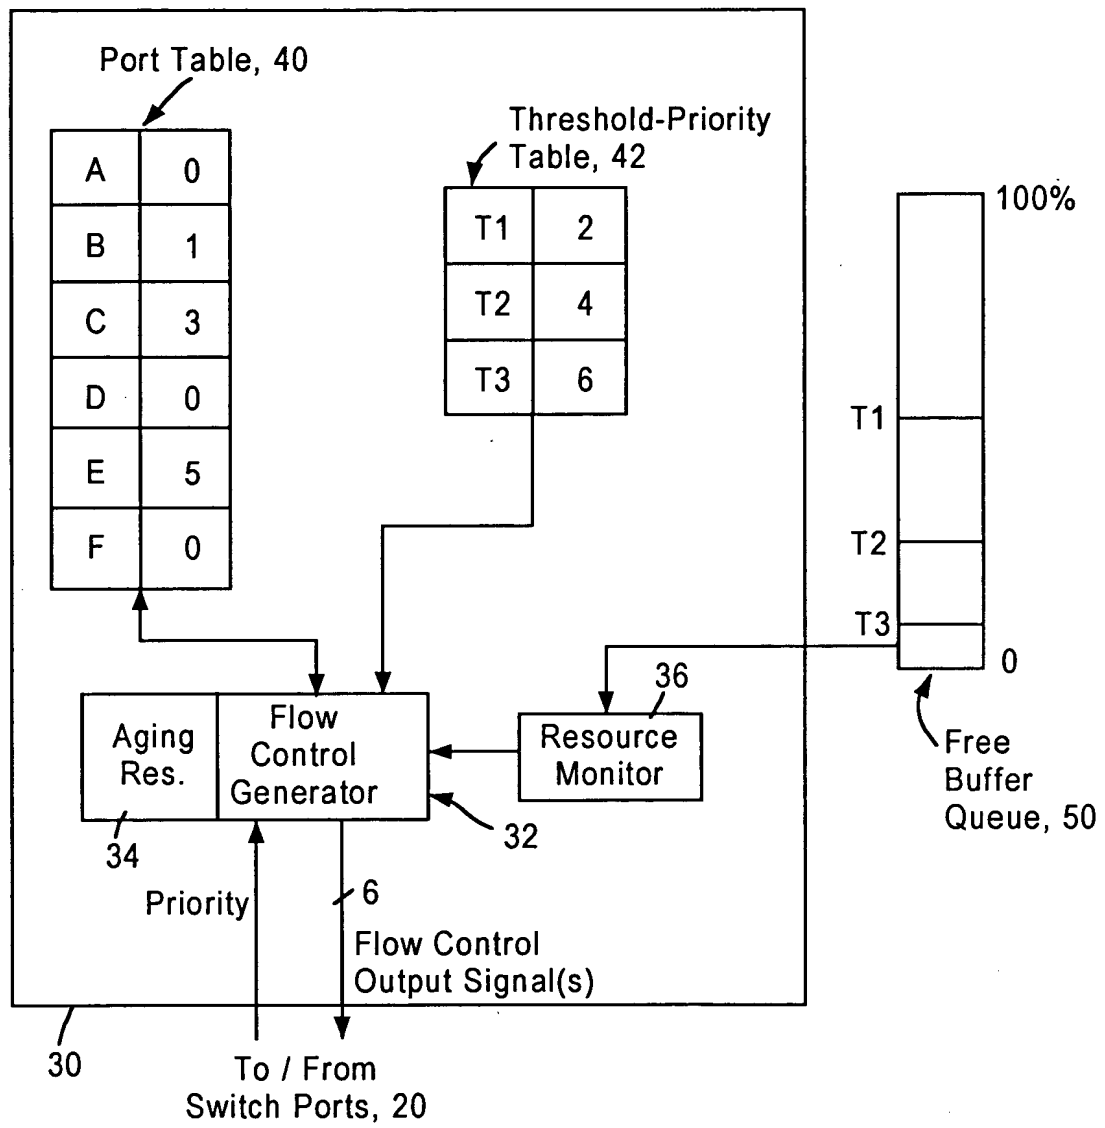 Port Table, 40
A 0
B 1
C 3
D 0
E 5
F 0
Threshold-Priority
Table, 42
T1 2
T2 4
T3 6
100%
T1
T2
T3
0
Free
Buffer
Queue, 50
36
Resource
Monitor
Aging
Res.
34
Flow
Control
Generator
32
Priority
6
Flow Control
Output Signal(s)
30
To / From
Switch Ports, 20